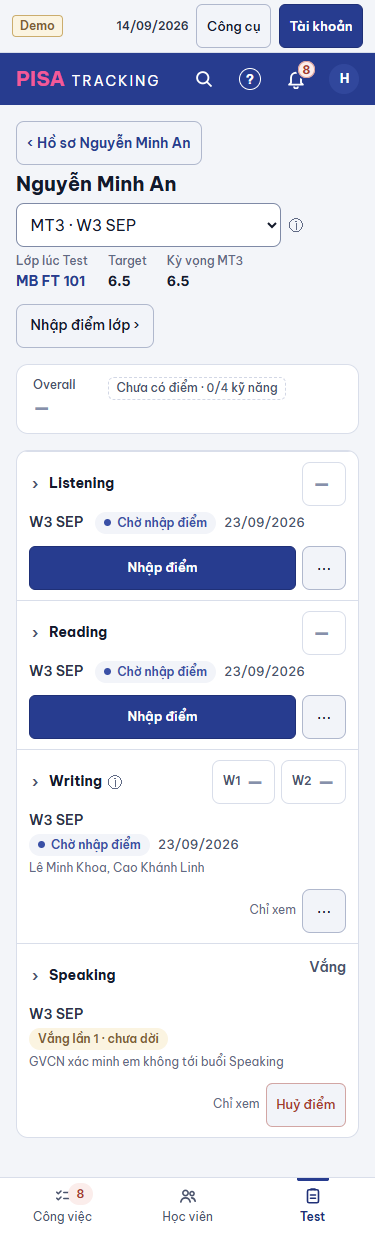 Demo 14/09/2026 Công cụ Tài khoản
PISA TRACKING ? 8 H
‹ Hồ sơ Nguyễn Minh An
Nguyễn Minh An
MT3 · W3 SEP ⓘ
Lớp lúc Test Target Kỳ vọng MT3
MB FT 101 6.5 6.5
Nhập điểm lớp ›
Overall Chưa có điểm · 0/4 kỹ năng
—
› Listening —
W3 SEP Chờ nhập điểm 23/09/2026
Nhập điểm ...
› Reading —
W3 SEP Chờ nhập điểm 23/09/2026
Nhập điểm ...
› Writing ⓘ W1 — W2 —
W3 SEP
Chờ nhập điểm 23/09/2026
Lê Minh Khoa, Cao Khánh Linh
Chỉ xem ...
› Speaking Vắng
W3 SEP
Vắng lần 1 · chưa dời
GVCN xác minh em không tới buổi Speaking
Chỉ xem Huỷ điểm
8
Công việc Học viên Test